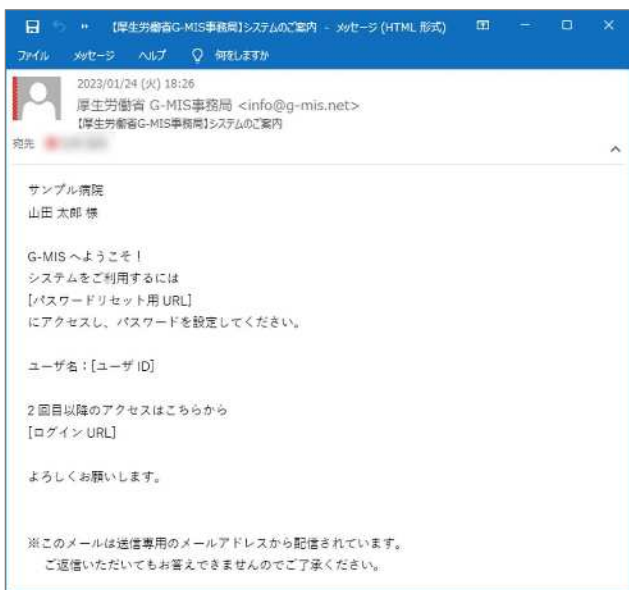 【厚生労働省G-MIS事務局】システムのご案内 - メッセージ (HTML 形式)
ファイル メッセージ ヘルプ 何をしますか
2023/01/24 (火) 18:26
厚生労働省 G-MIS事務局 <info@g-mis.net>
【厚生労働省G-MIS事務局】システムのご案内
宛先
サンプル病院
山田 太郎 様
G-MIS へようこそ！
システムをご利用するには
[パスワードリセット用 URL]
にアクセスし、パスワードを設定してください。
ユーザ名：[ユーザ ID]
2 回目以降のアクセスはこちらから
[ログイン URL]
よろしくお願いします。
※このメールは送信専用のメールアドレスから配信されています。
ご返信いただいてもお答えできませんのでご了承ください。